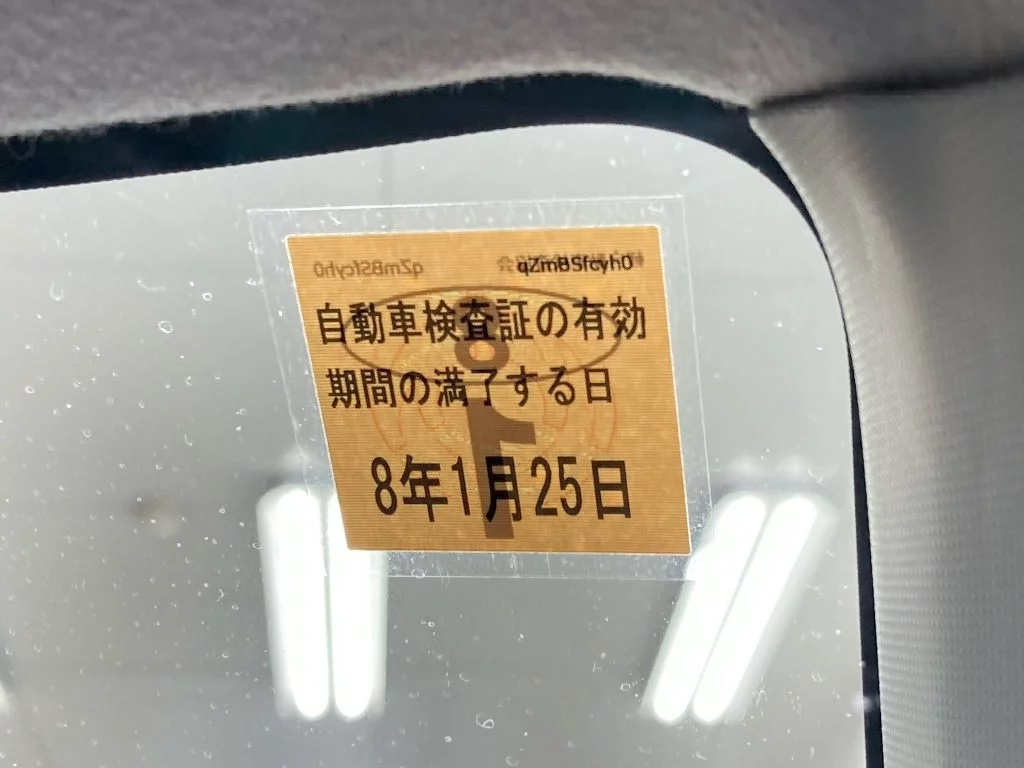 qZmBSfcyh0
自動車検査証の有効
期間の満了する日
8年1月25日